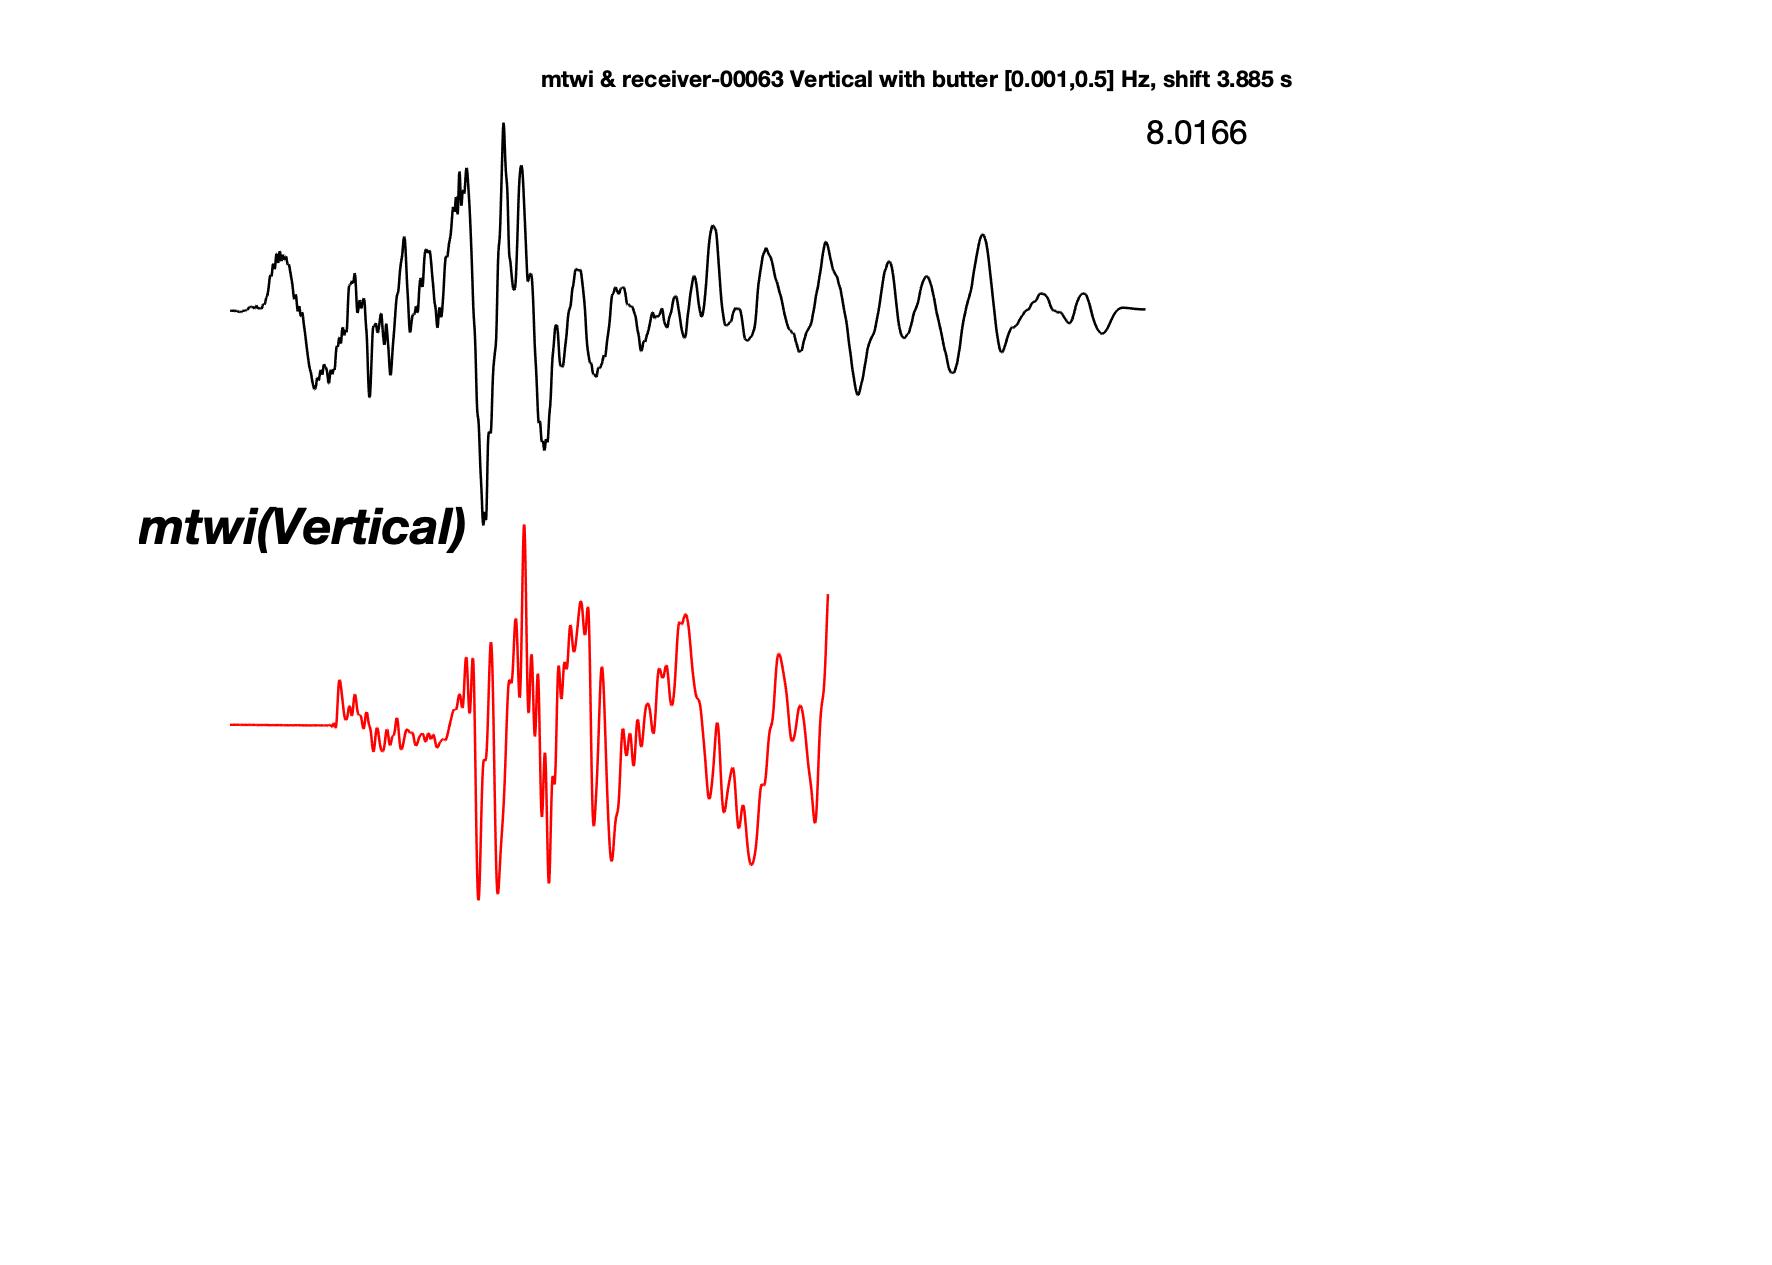 mtwi & receiver-00063 Vertical with butter [0.001,0.5] Hz, shift 3.885 s
8.0166
mtwi(Vertical)